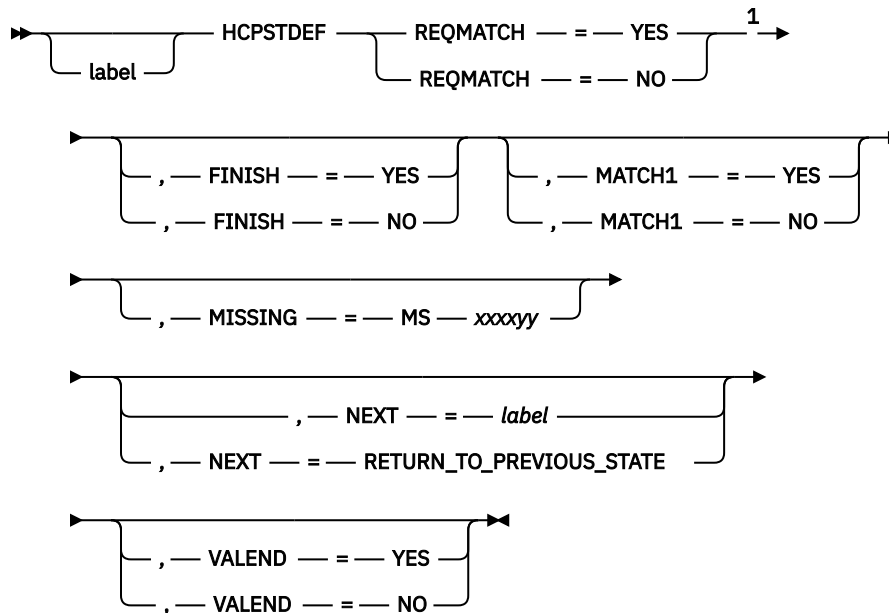 HCPSTDEF REQMATCH = YES 1
label REQMATCH = NO
, FINISH = YES , MATCH1 = YES
, FINISH = NO , MATCH1 = NO
, MISSING = MS xxxxyy
, NEXT = label
, NEXT = RETURN_TO_PREVIOUS_STATE
, VALEND = YES
, VALEND = NO